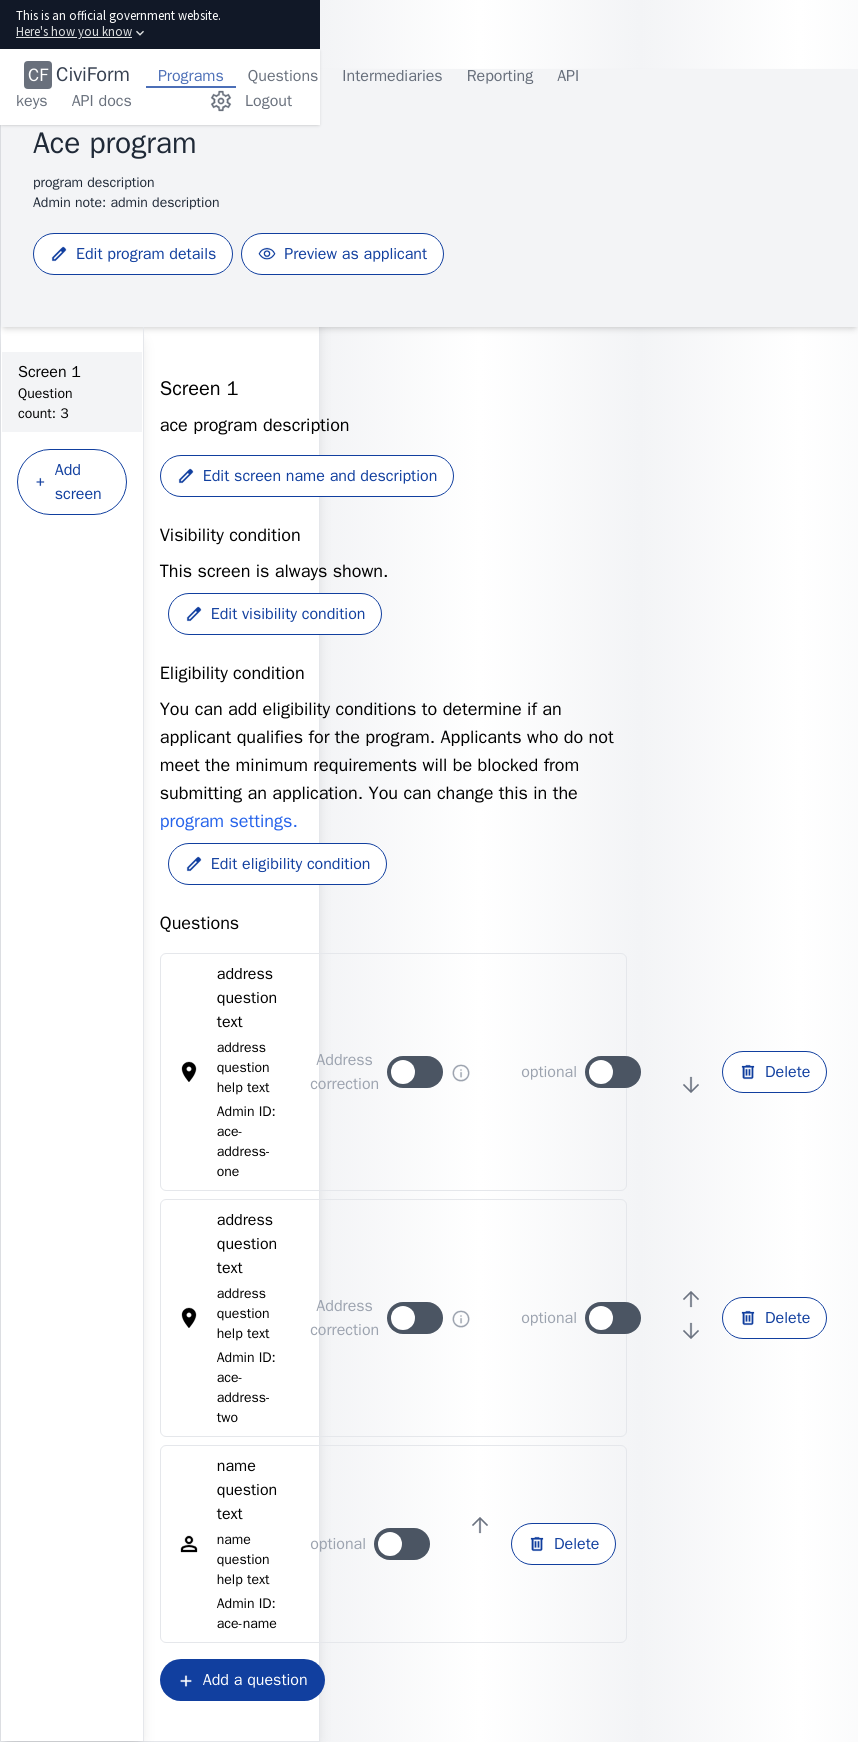 This is an official government website.
Here's how you know
CF CiviForm Programs Questions Intermediaries Reporting API
keys API docs Logout
Ace program
program description
Admin note: admin description
Edit program details Preview as applicant
Screen 1
Question
count: 3
Add
screen
Screen 1
ace program description
Edit screen name and description
Visibility condition
This screen is always shown.
Edit visibility condition
Eligibility condition
You can add eligibility conditions to determine if an
applicant qualifies for the program. Applicants who do not
meet the minimum requirements will be blocked from
submitting an application. You can change this in the
program settings.
Edit eligibility condition
Questions
address
question
text
address
question
help text
Admin ID:
ace-
address-
one
Address
correction
optional
Delete
address
question
text
address
question
help text
Admin ID:
ace-
address-
two
Address
correction
optional
Delete
name
question
text
name
question
help text
Admin ID:
ace-name
optional
Delete
Add a question